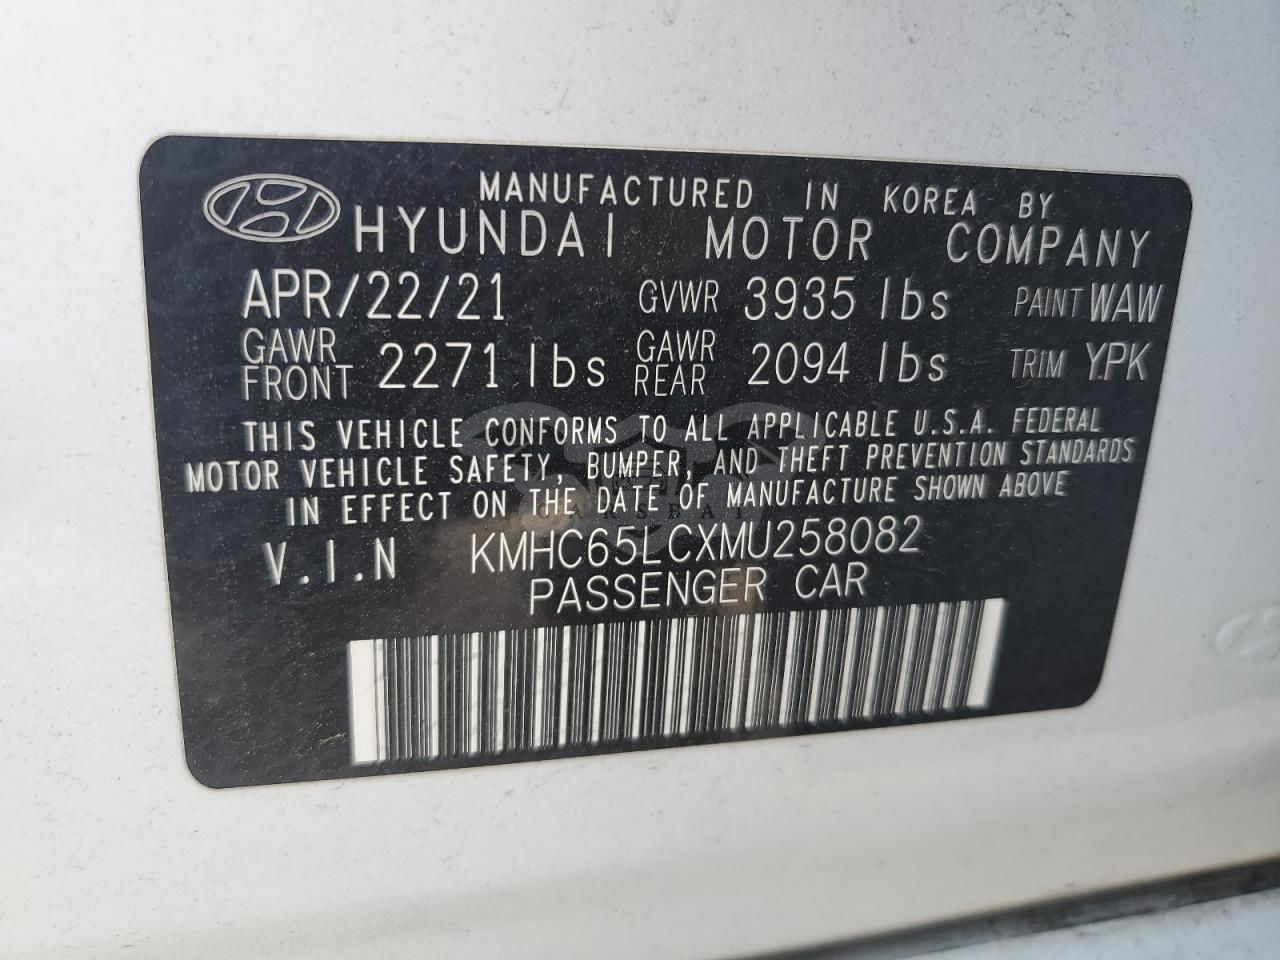 MANUFACTURED IN KOREA BY
HYUNDAI MOTOR COMPANY
APR/22/21 GVWR 3935 lbs PAINT WAW
GAWR FRONT 2271 lbs GAWR REAR 2094 lbs TRIM YPK
THIS VEHICLE CONFORMS TO ALL APPLICABLE U.S.A. FEDERAL
MOTOR VEHICLE SAFETY, BUMPER, AND THEFT PREVENTION STANDARDS
IN EFFECT ON THE DATE OF MANUFACTURE SHOWN ABOVE
V.I.N KMHC65LCXMU258082
PASSENGER CAR